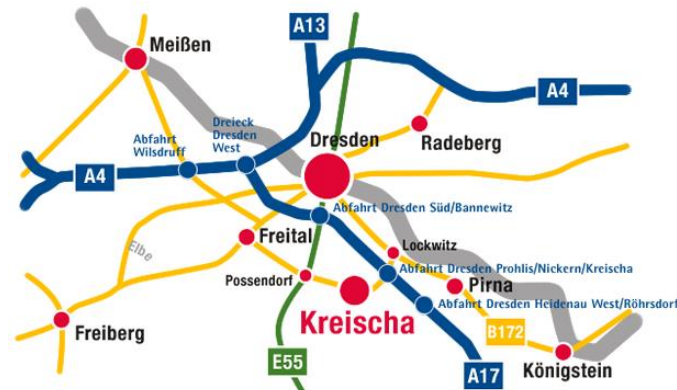 A13
Meißen
A4
Dreieck
Dresden
West
Abfahrt
Wilsdruff
Dresden
Radeberg
A4
Abfahrt Dresden Süd/Bannewitz
Elbe
Freital
Lockwitz
Possendorf
Abfahrt Dresden Prohlis/Nickern/Kreischa
Pirna
Abfahrt Dresden Heidenau West/Röhrsdorf
Kreischa
Freiberg
B172
E55
A17
Königstein